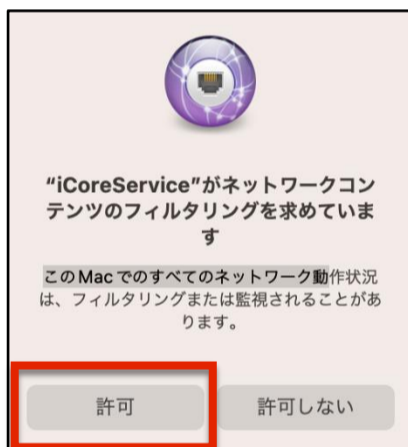 “iCoreService”がネットワークコン
テンツのフィルタリングを求めていま
す
このMacでのすべてのネットワーク動作状況
は、フィルタリングまたは監視されることがあ
ります。
許可
許可しない